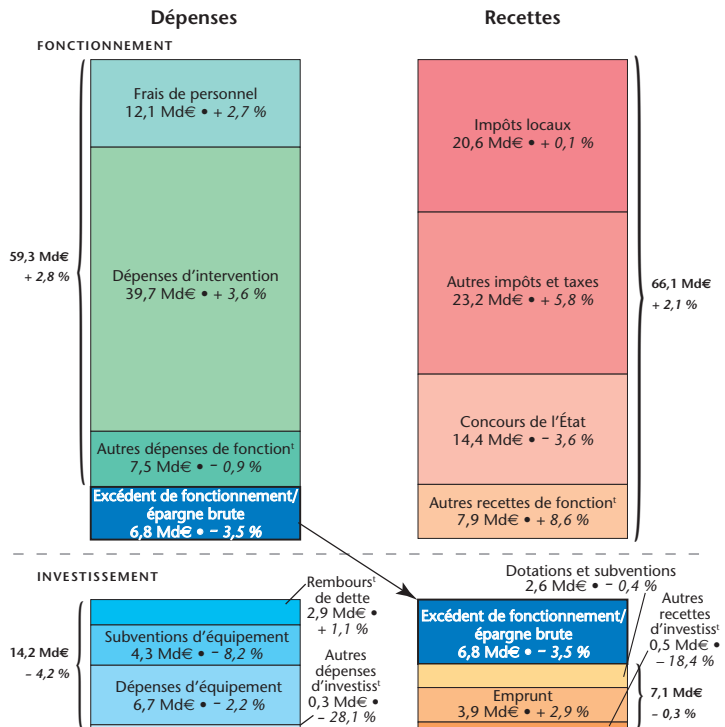 Dépenses
Recettes
FONCTIONNEMENT
Frais de personnel
12,1 Md€ • + 2,7 %
Dépenses d'intervention
39,7 Md€ • + 3,6 %
59,3 Md€
+ 2,8 %
Autres dépenses de fonctionᵗ
7,5 Md€ • – 0,9 %
Excédent de fonctionnement/
épargne brute
6,8 Md€ • – 3,5 %
Impôts locaux
20,6 Md€ • + 0,1 %
Autres impôts et taxes
23,2 Md€ • + 5,8 %
66,1 Md€
+ 2,1 %
Concours de l'État
14,4 Md€ • – 3,6 %
Autres recettes de fonctionᵗ
7,9 Md€ • + 8,6 %
INVESTISSEMENT
Remboursᵗ
de dette
2,9 Md€ •
+ 1,1 %
Subventions d'équipement
4,3 Md€ • – 8,2 %
14,2 Md€
– 4,2 %
Dépenses d'équipement
6,7 Md€ • – 2,2 %
Autres
dépenses
d'investissᵗ
0,3 Md€ •
– 28,1 %
Dotations et subventions
2,6 Md€ • – 0,4 %
Excédent de fonctionnement/
épargne brute
6,8 Md€ • – 3,5 %
Autres
recettes
d'investissᵗ
0,5 Md€ •
– 18,4 %
Emprunt
3,9 Md€ • + 2,9 %
7,1 Md€
– 0,3 %